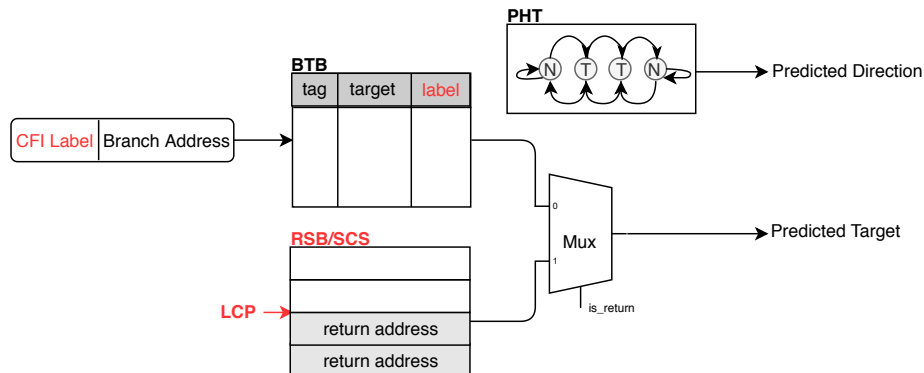 PHT
N T T N
Predicted Direction
BTB
tag target label
CFI Label Branch Address
0
Mux
Predicted Target
1
is_return
RSB/SCS
LCP
return address
return address